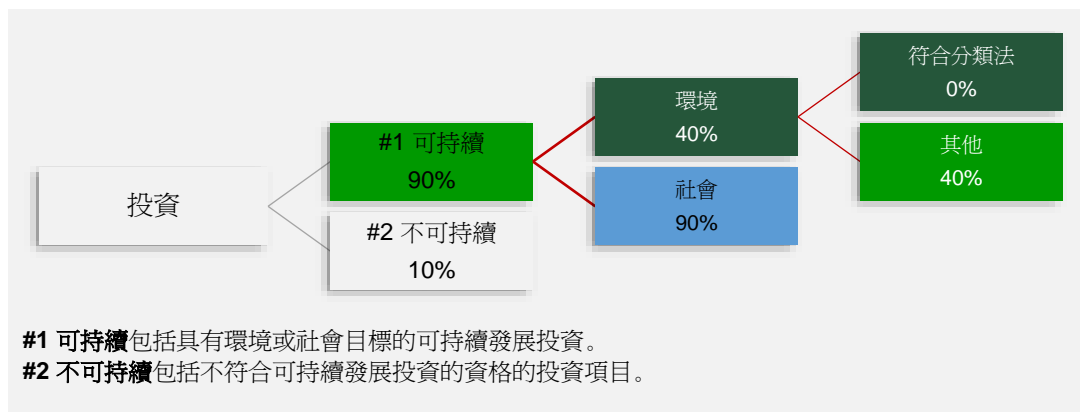 投資
#1 可持續
90%
#2 不可持續
10%
環境
40%
社會
90%
符合分類法
0%
其他
40%
#1 可持續包括具有環境或社會目標的可持續發展投資。
#2 不可持續包括不符合可持續發展投資的資格的投資項目。